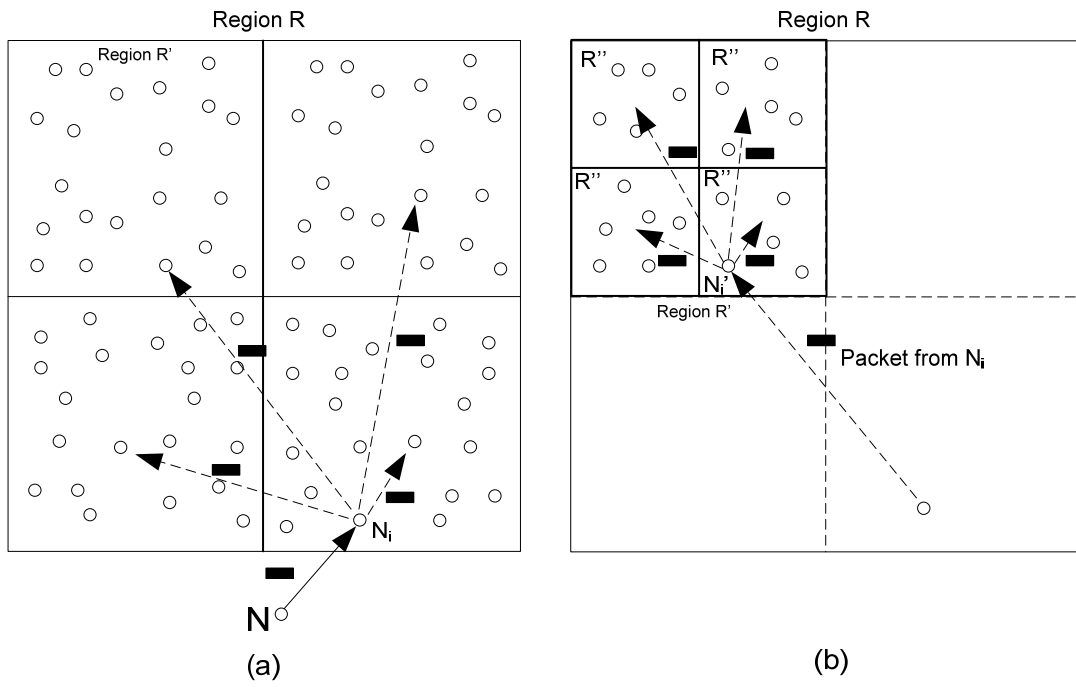 Region R
Region R'
Nᵢ
N
(a)
Region R
R''
R''
R''
R''
Nᵢ'
Region R'
Packet from Nᵢ
(b)